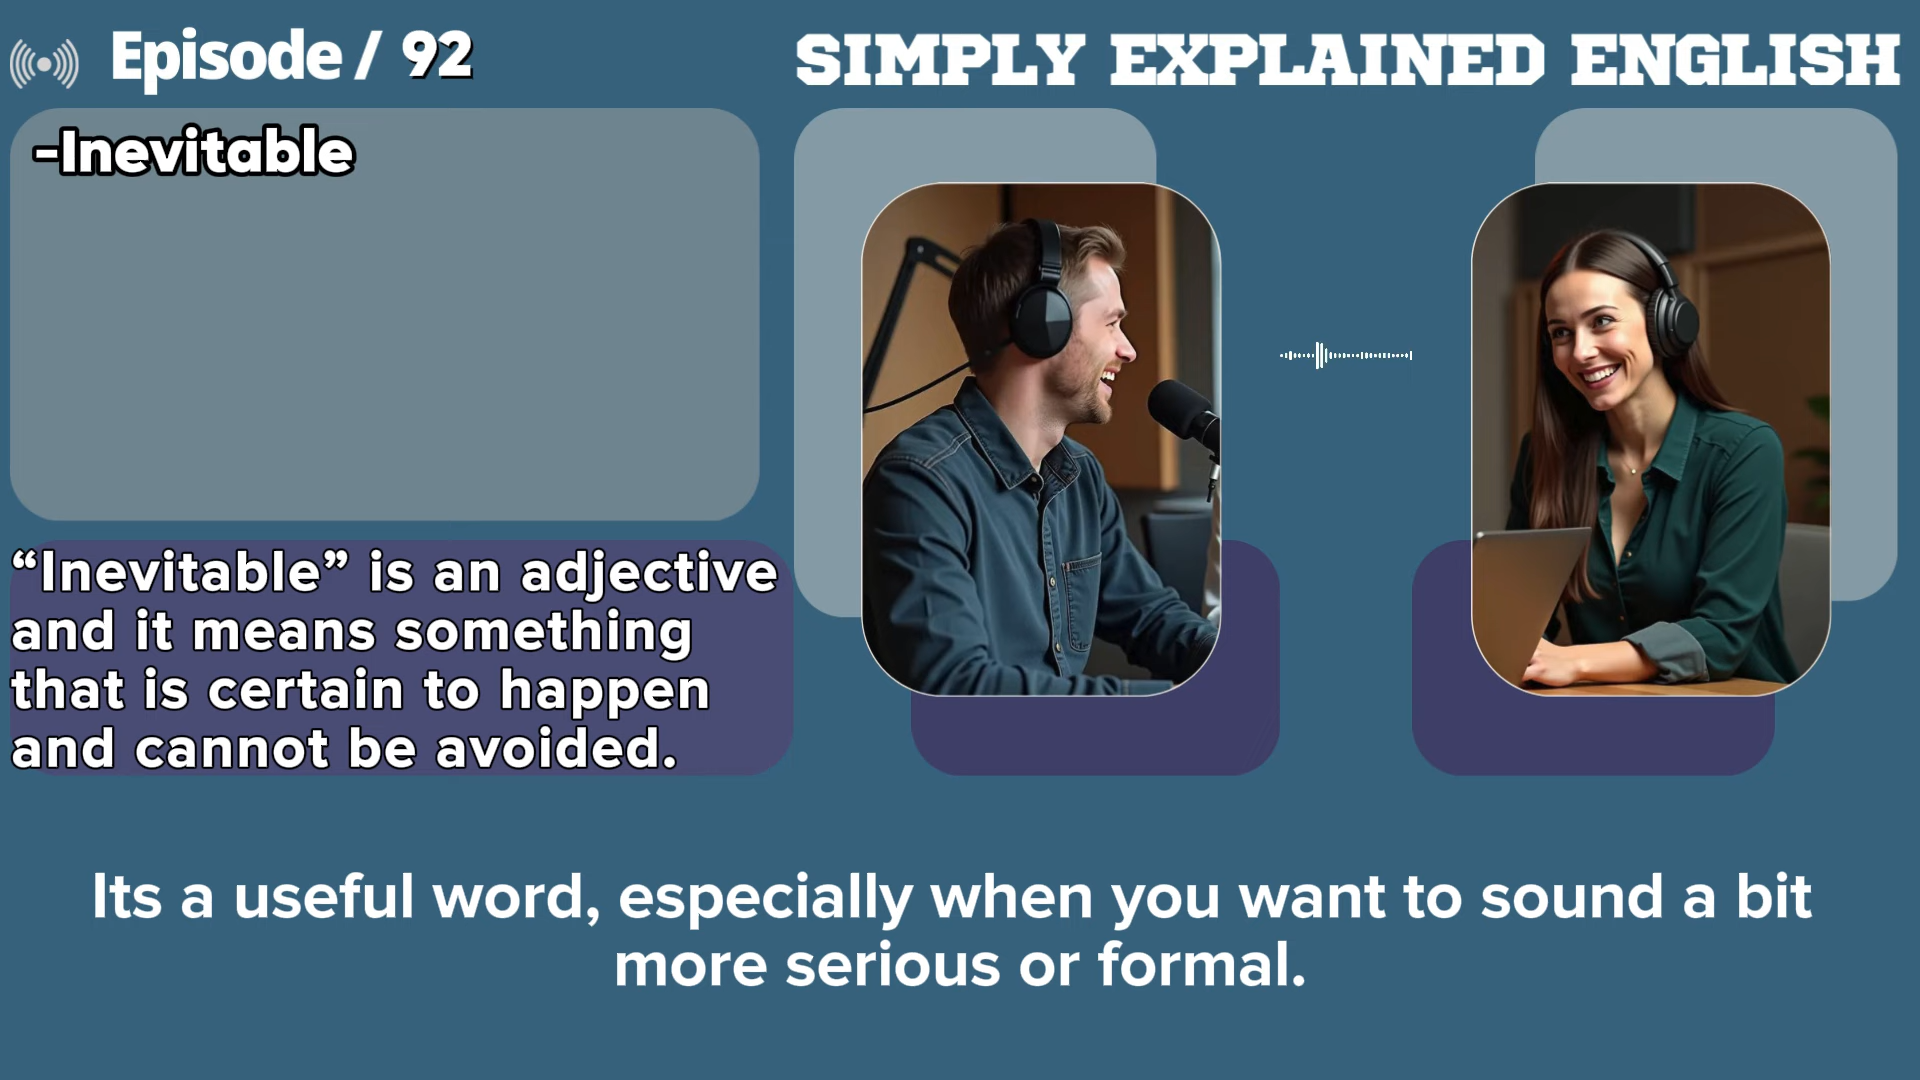 Episode / 92
SIMPLY EXPLAINED ENGLISH
-Inevitable
“Inevitable” is an adjective
and it means something
that is certain to happen
and cannot be avoided.
Its a useful word, especially when you want to sound a bit
more serious or formal.